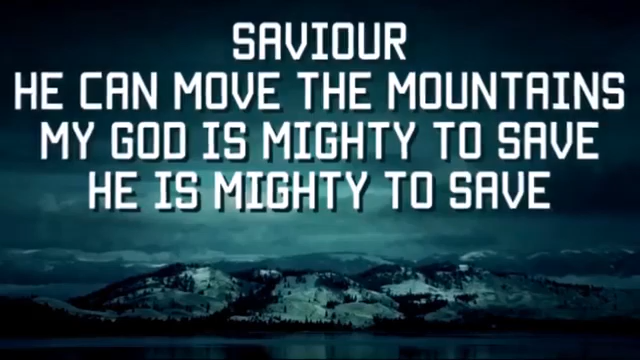 SAVIOUR
HE CAN MOVE THE MOUNTAINS
MY GOD IS MIGHTY TO SAVE
HE IS MIGHTY TO SAVE